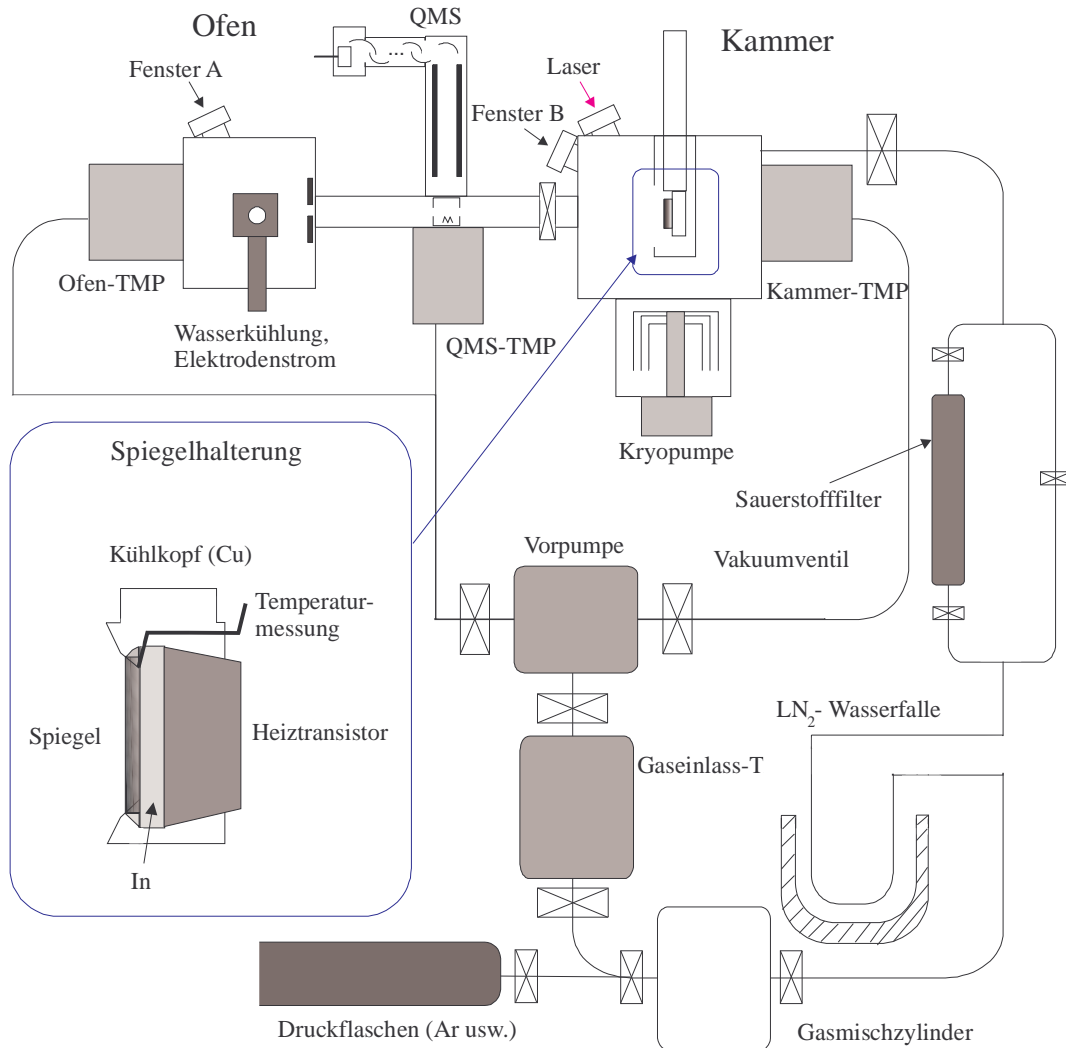 QMS
Ofen
Kammer
Fenster A
Laser
Fenster B
Ofen-TMP
Kammer-TMP
Wasserkühlung,
Elektrodenstrom
QMS-TMP
Kryopumpe
Spiegelhalterung
Sauerstofffilter
Kühlkopf (Cu)
Vorpumpe
Vakuumventil
Temperatur-
messung
Spiegel
Heiztransistor
LN₂- Wasserfalle
Gaseinlass-T
In
Druckflaschen (Ar usw.)
Gasmischzylinder